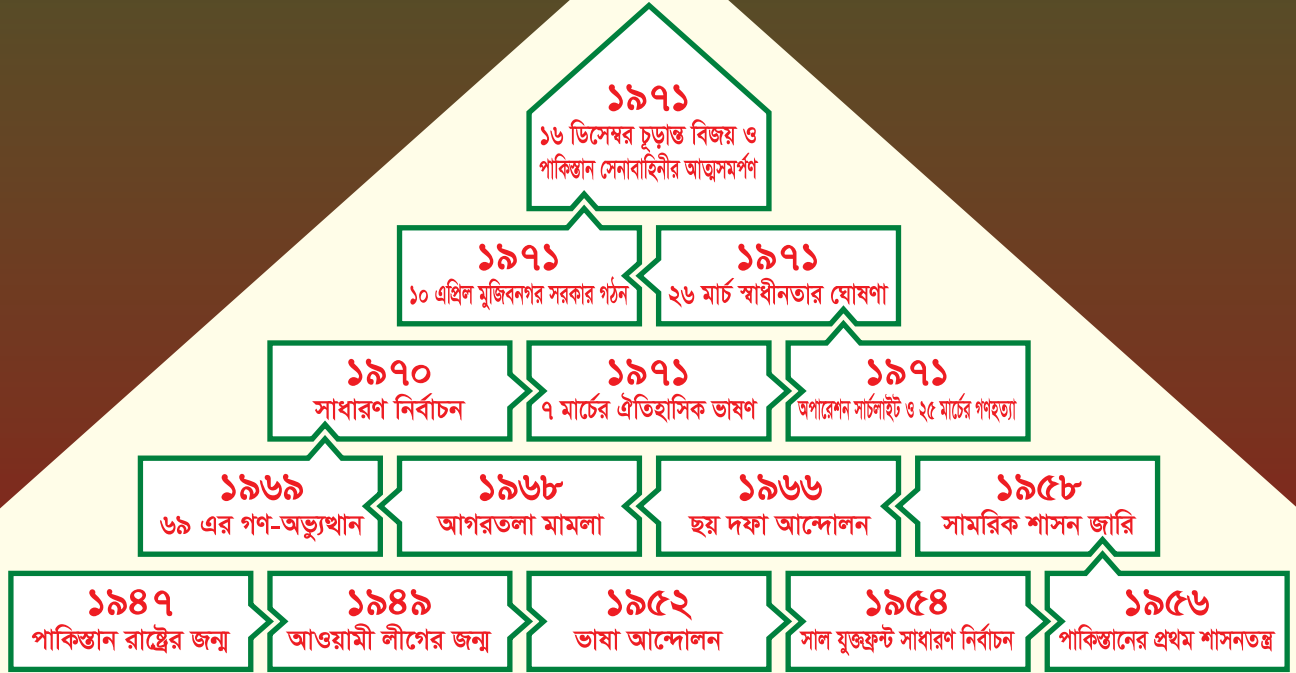 ১৯৭১
১৬ ডিসেম্বর চূড়ান্ত বিজয় ও
পাকিস্তান সেনাবাহিনীর আত্মসমর্পণ
১৯৭১
১০ এপ্রিল মুজিবনগর সরকার গঠন
১৯৭১
২৬ মার্চ স্বাধীনতার ঘোষণা
১৯৭০
সাধারণ নির্বাচন
১৯৭১
৭ মার্চের ঐতিহাসিক ভাষণ
১৯৭১
অপারেশন সার্চলাইট ও ২৫ মার্চের গণহত্যা
১৯৬৯
৬৯ এর গণ-অভ্যুত্থান
১৯৬৮
আগরতলা মামলা
১৯৬৬
ছয় দফা আন্দোলন
১৯৫৮
সামরিক শাসন জারি
১৯৪৭
পাকিস্তান রাষ্ট্রের জন্ম
১৯৪৯
আওয়ামী লীগের জন্ম
১৯৫২
ভাষা আন্দোলন
১৯৫৪
সাল যুক্তফ্রন্ট সাধারণ নির্বাচন
১৯৫৬
পাকিস্তানের প্রথম শাসনতন্ত্র